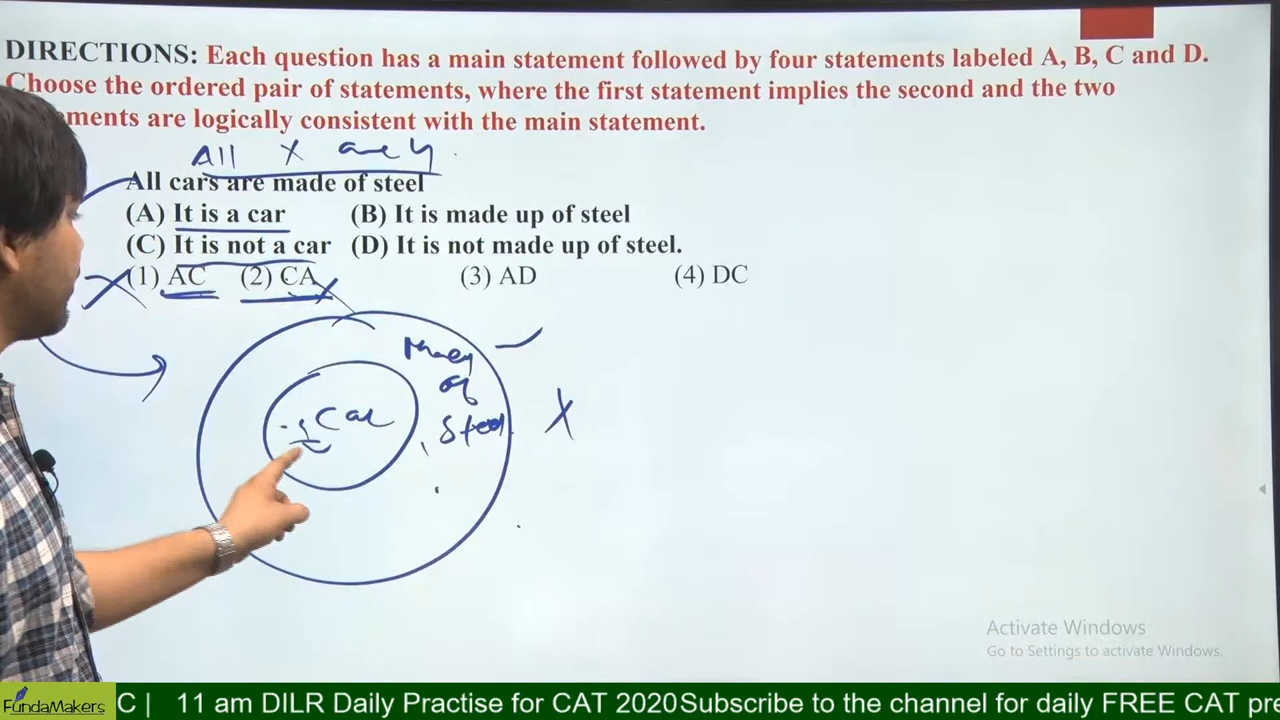 DIRECTIONS: Each question has a main statement followed by four statements labeled A, B, C and D.
Choose the ordered pair of statements, where the first statement implies the second and the two
ments are logically consistent with the main statement.
All X are y
All cars are made of steel
(A) It is a car (B) It is made up of steel
(C) It is not a car (D) It is not made up of steel.
(1) AC (2) CA (3) AD (4) DC
of
Car
Steel
X
Activate Windows
Go to Settings to activate Windows.
FUNDAMAKERS
C | 11 am DILR Daily Practise for CAT 2020Subscribe to the channel for daily FREE CAT pre